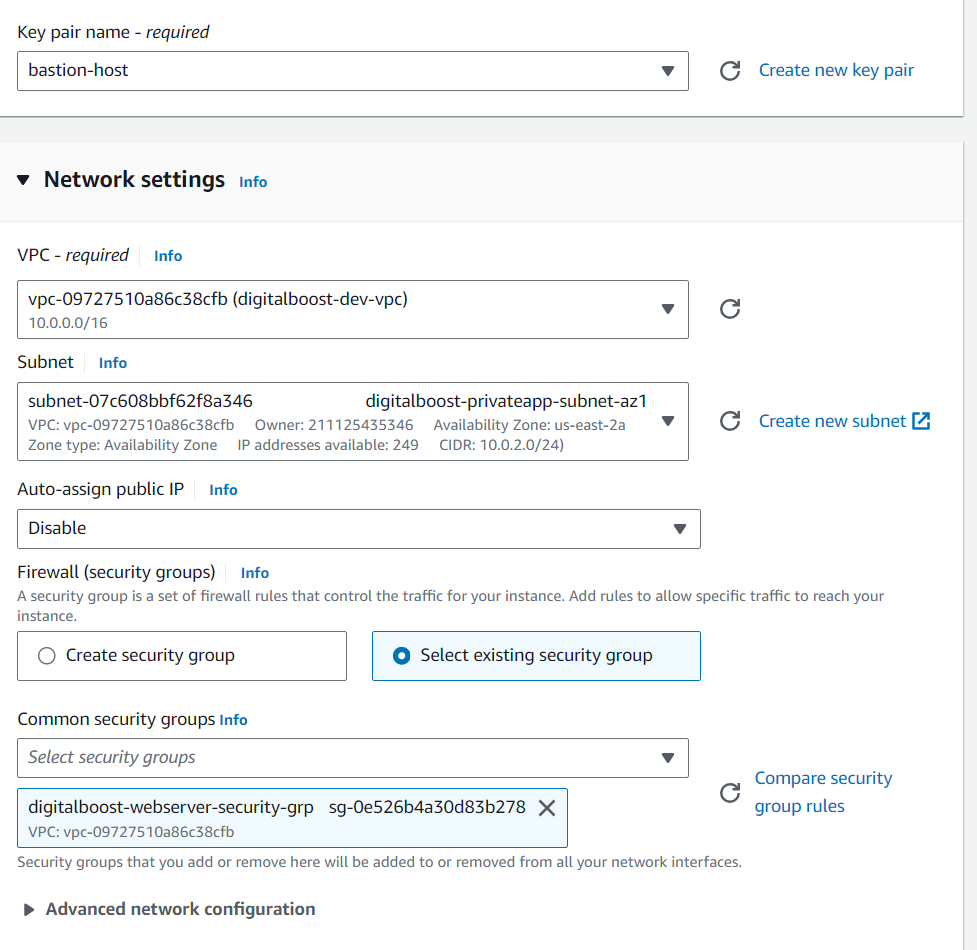 Key pair name - required
bastion-host
Create new key pair
Network settings Info
VPC - required Info
vpc-09727510a86c38cfb (digitalboost-dev-vpc)
10.0.0.0/16
Subnet Info
subnet-07c608bbf62f8a346 digitalboost-privateapp-subnet-az1
VPC: vpc-09727510a86c38cfb Owner: 211125435346 Availability Zone: us-east-2a
Zone type: Availability Zone IP addresses available: 249 CIDR: 10.0.2.0/24)
Create new subnet
Auto-assign public IP Info
Disable
Firewall (security groups) Info
A security group is a set of firewall rules that control the traffic for your instance. Add rules to allow specific traffic to reach your
instance.
Create security group
Select existing security group
Common security groups Info
Select security groups
digitalboost-webserver-security-grp sg-0e526b4a30d83b278
VPC: vpc-09727510a86c38cfb
Compare security
group rules
Security groups that you add or remove here will be added to or removed from all your network interfaces.
Advanced network configuration